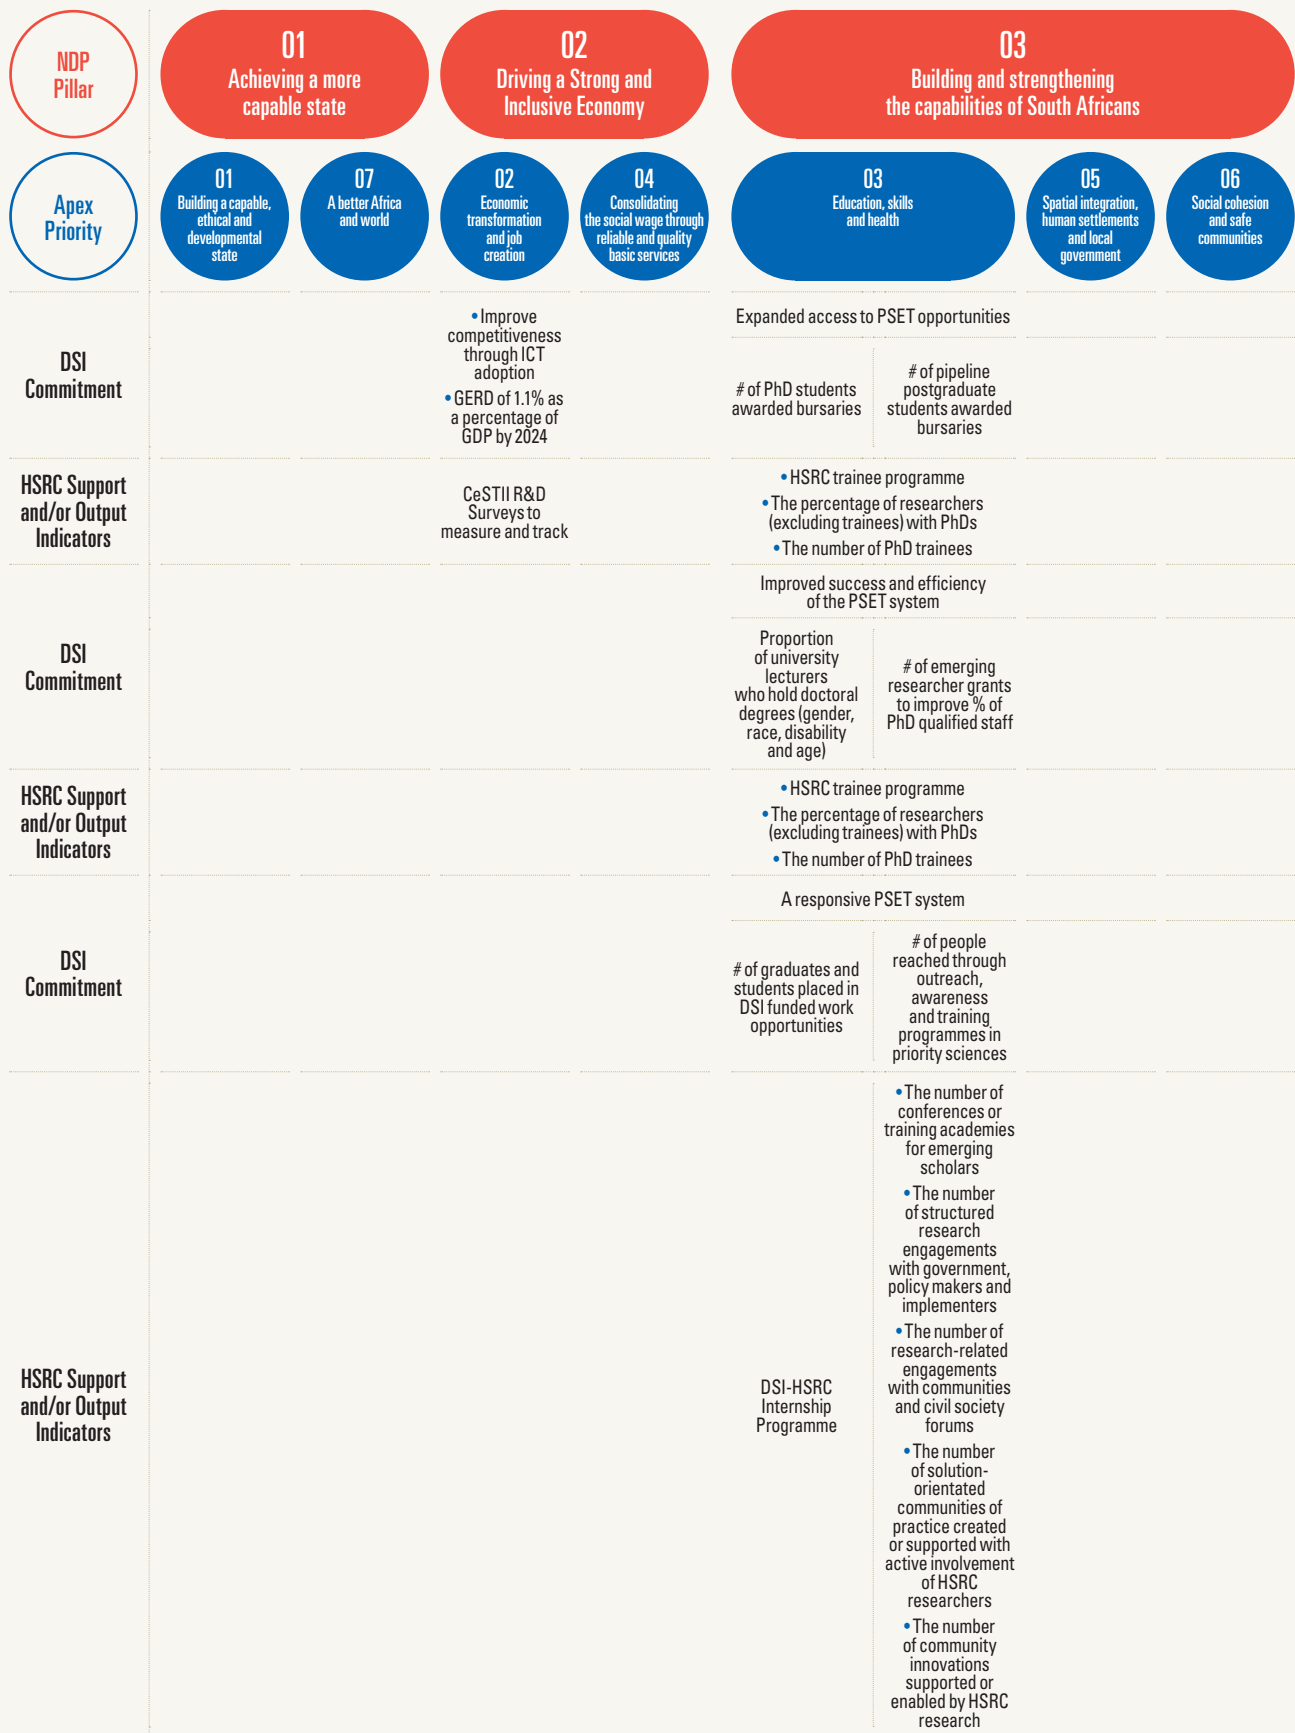 NDP
Pillar
01
Achieving a more
capable state
02
Driving a Strong and
Inclusive Economy
03
Building and strengthening
the capabilities of South Africans
Apex
Priority
01
Building a capable,
ethical and
developmental
state
07
A better Africa
and world
02
Economic
transformation
and job
creation
04
Consolidating
the social wage through
reliable and quality
basic services
03
Education, skills
and health
05
Spatial integration,
human settlements
and local
government
06
Social cohesion
and safe
communities
DSI
Commitment
• Improve
competitiveness
through ICT
adoption
• GERD of 1.1% as
a percentage of
GDP by 2024
Expanded access to PSET opportunities
# of PhD students
awarded bursaries
# of pipeline
postgraduate
students awarded
bursaries
HSRC Support
and/or Output
Indicators
CeSTII R&D
Surveys to
measure and track
• HSRC trainee programme
• The percentage of researchers
(excluding trainees) with PhDs
• The number of PhD trainees
DSI
Commitment
Improved success and efficiency
of the PSET system
Proportion
of university
lecturers
who hold doctoral
degrees (gender,
race, disability
and age)
# of emerging
researcher grants
to improve % of
PhD qualified staff
HSRC Support
and/or Output
Indicators
• HSRC trainee programme
• The percentage of researchers
(excluding trainees) with PhDs
• The number of PhD trainees
DSI
Commitment
A responsive PSET system
# of graduates and
students placed in
DSI funded work
opportunities
# of people
reached through
outreach,
awareness
and training
programmes in
priority sciences
HSRC Support
and/or Output
Indicators
DSI-HSRC
Internship
Programme
• The number of
conferences or
training academies
for emerging
scholars
• The number
of structured
research
engagements
with government,
policy makers and
implementers
• The number of
research-related
engagements
with communities
and civil society
forums
• The number
of solution-
orientated
communities of
practice created
or supported with
active involvement
of HSRC
researchers
• The number
of community
innovations
supported or
enabled by HSRC
research